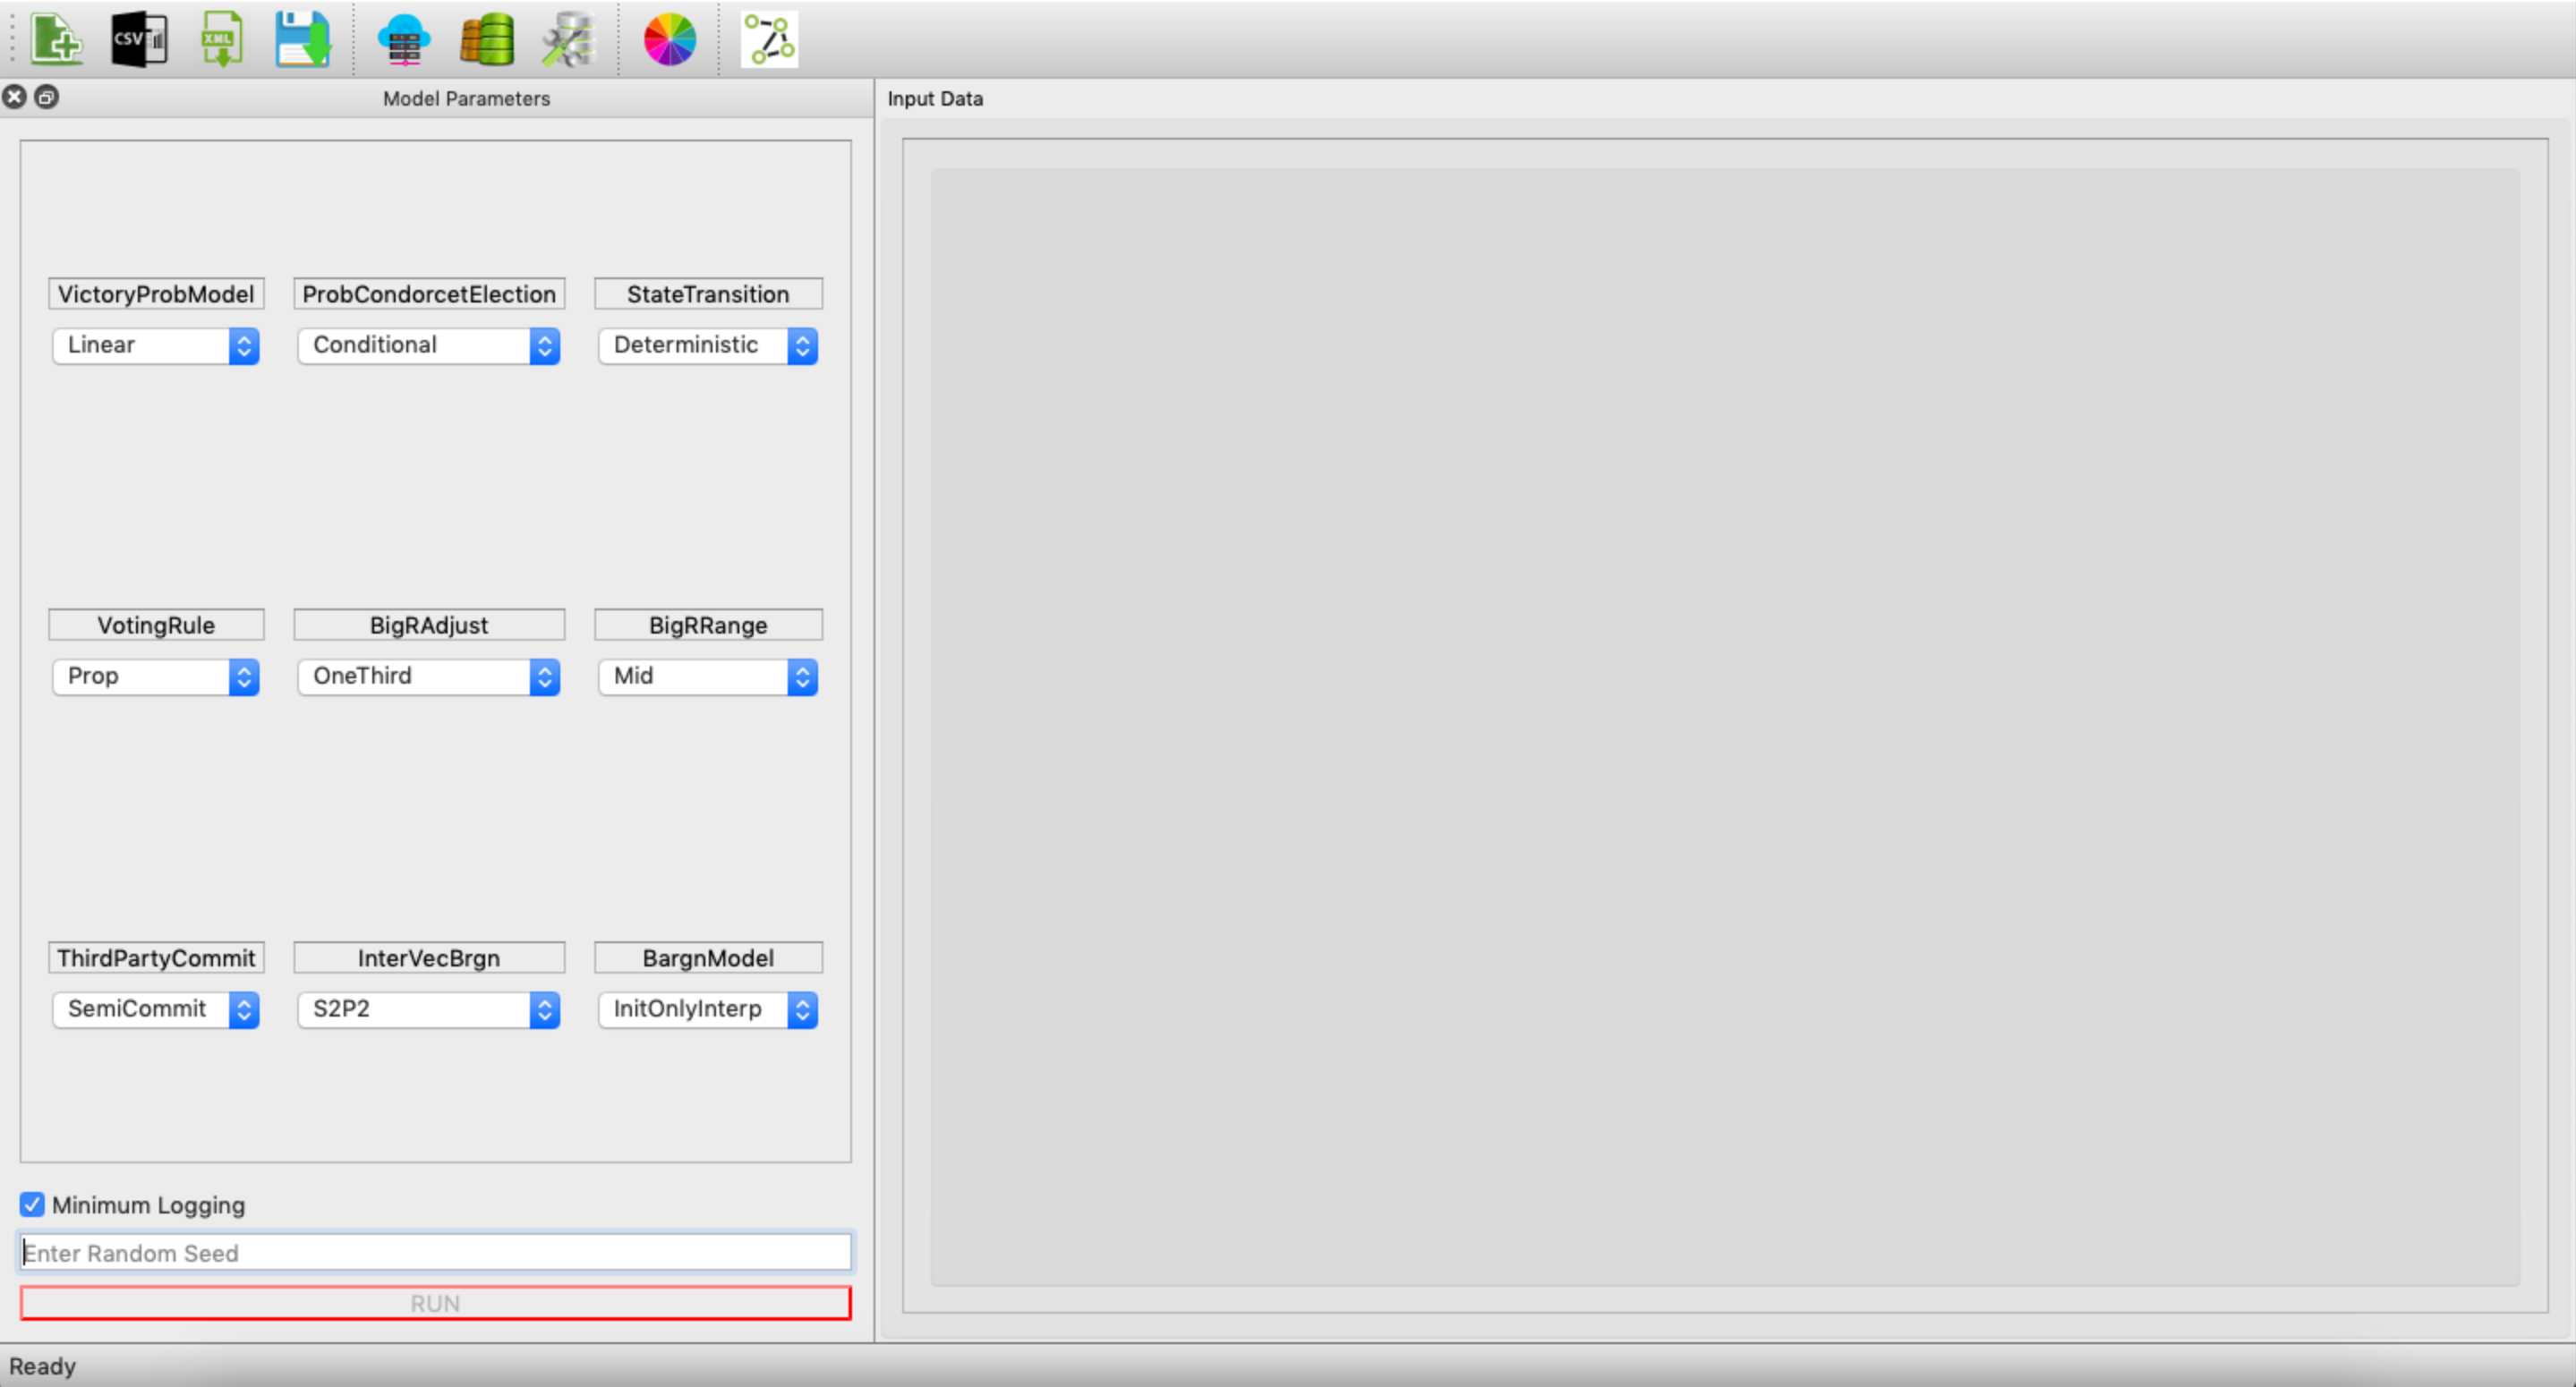 CSV
XML
Model Parameters
Input Data
VictoryProbModel ProbCondorcetElection StateTransition
Linear Conditional Deterministic
VotingRule BigRAdjust BigRRange
Prop OneThird Mid
ThirdPartyCommit InterVecBrgn BargnModel
SemiCommit S2P2 InitOnlyInterp
Minimum Logging
Enter Random Seed
RUN
Ready